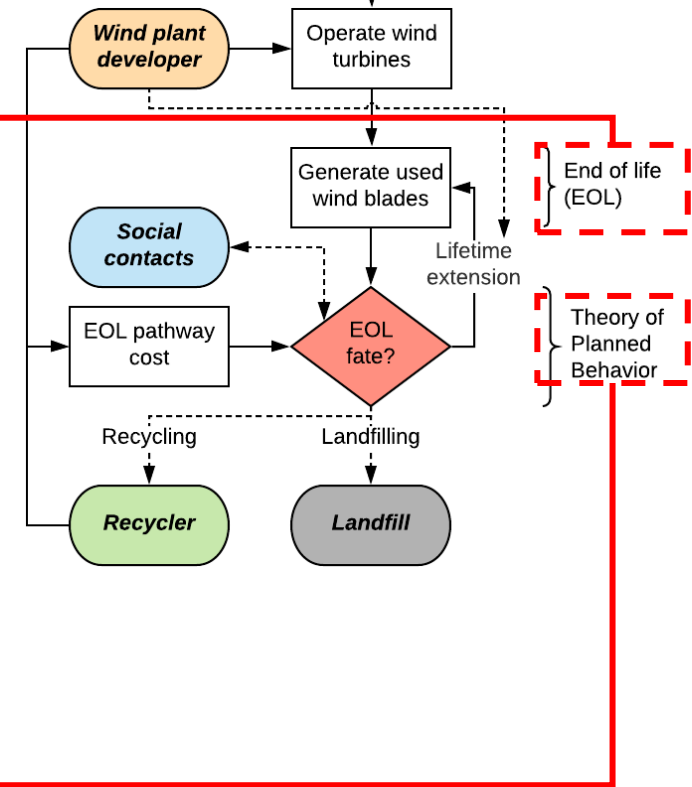 Wind plant
developer
Operate wind
turbines
Generate used
wind blades
End of life
(EOL)
Social
contacts
Lifetime
extension
EOL pathway
cost
EOL
fate?
Theory of
Planned
Behavior
Recycling
Landfilling
Recycler
Landfill